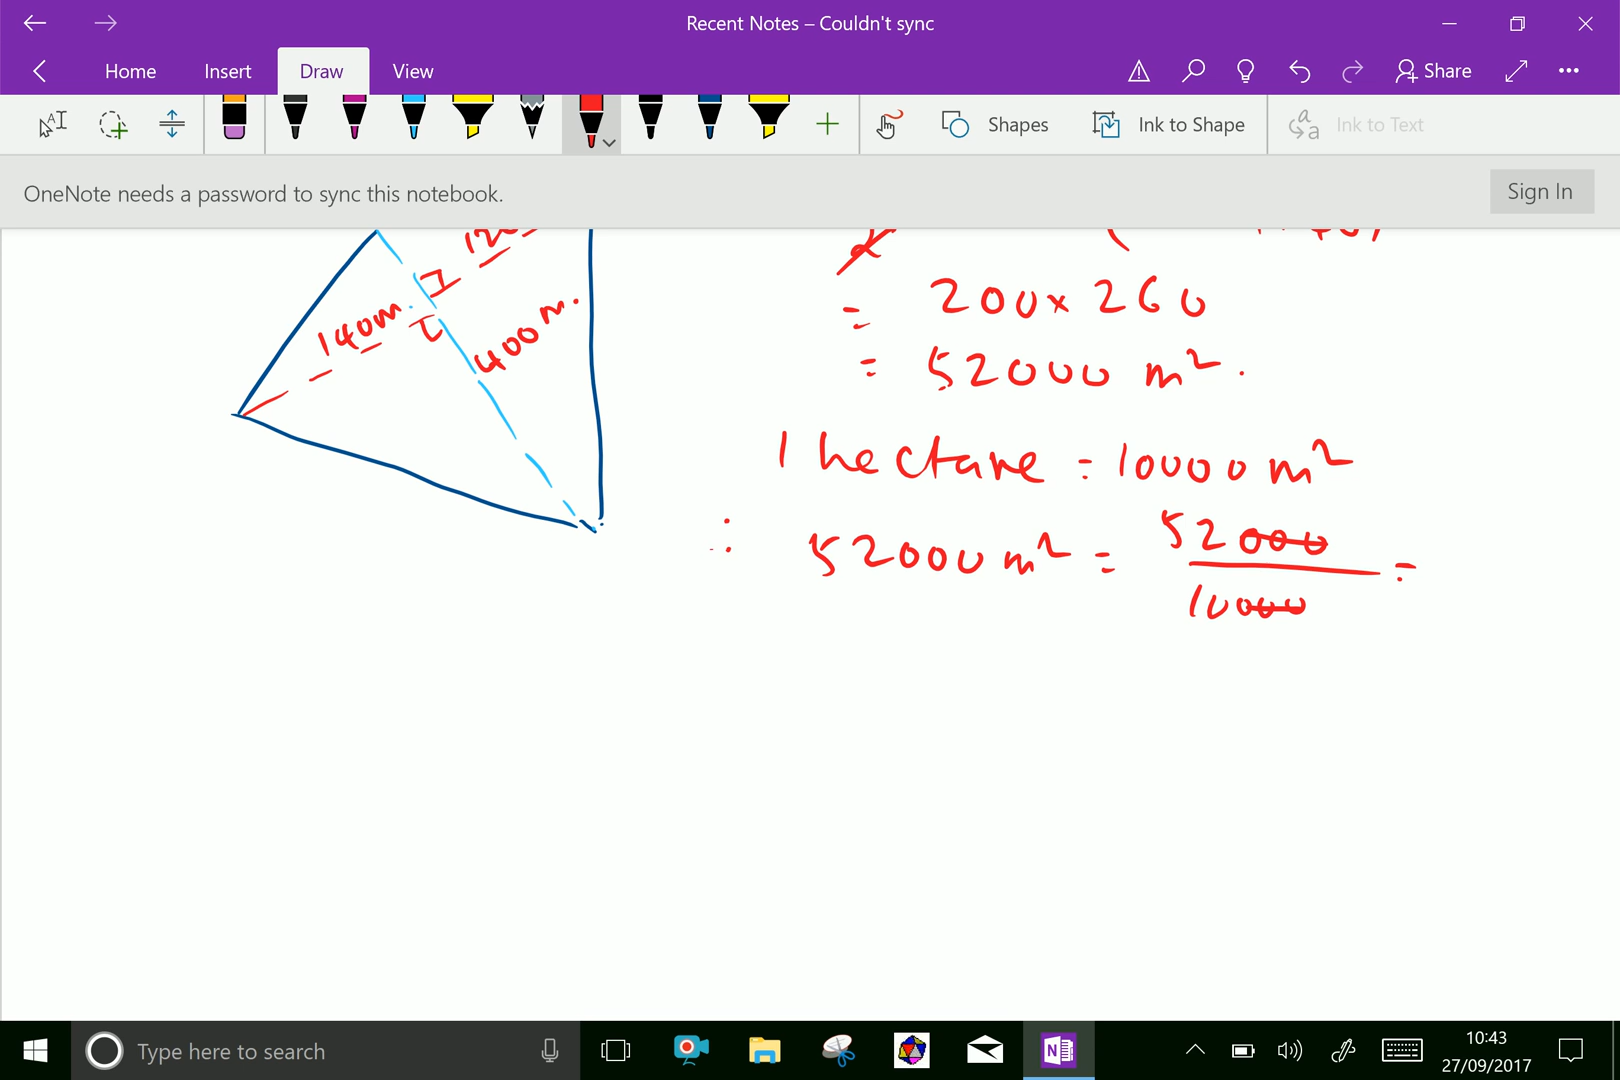 Recent Notes – Couldn't sync
Home Insert Draw View Share
Shapes Ink to Shape Ink to Text
OneNote needs a password to sync this notebook. Sign In
120
140m.
400m.
2
= 200 x 260
= 52000 m².
1 hectare = 10000 m²
∴ 52000 m² = 52000 / 10000 =
Type here to search
10:43
27/09/2017